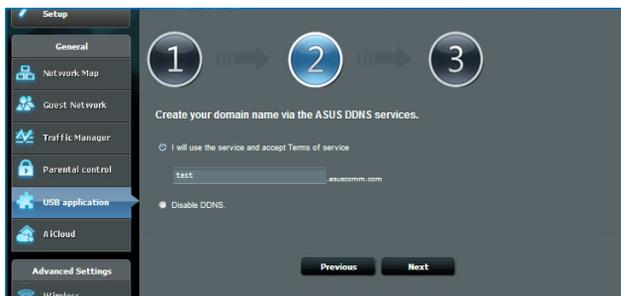 Setup
General
Network Map
Guest Network
Traffic Manager
Parental control
USB application
AiCloud
Advanced Settings
Wireless
1
2
3
Create your domain name via the ASUS DDNS services.
I will use the service and accept Terms of service
test .asuscomm.com
Disable DDNS.
Previous Next